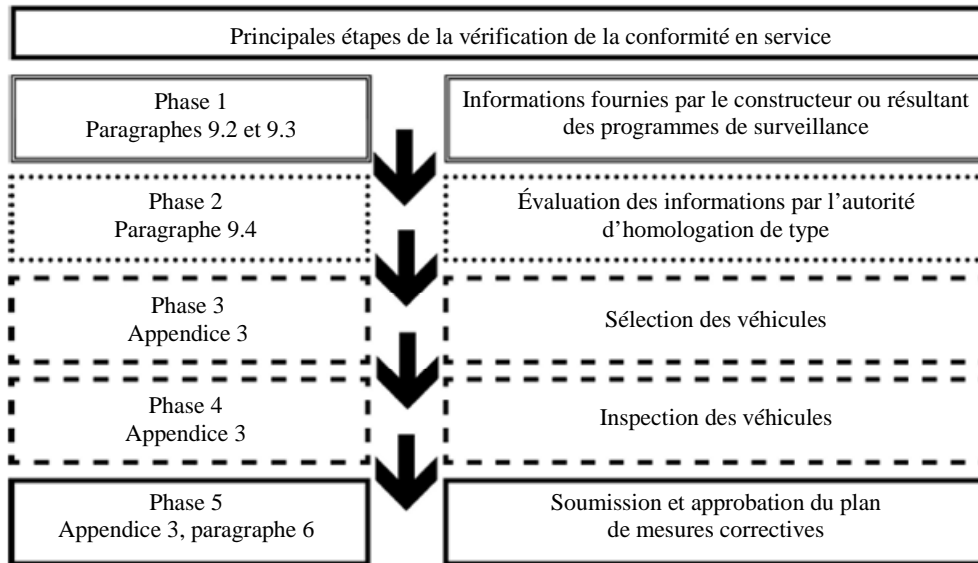 Principales étapes de la vérification de la conformité en service
Phase 1
Paragraphes 9.2 et 9.3
Informations fournies par le constructeur ou résultant
des programmes de surveillance
Phase 2
Paragraphe 9.4
Évaluation des informations par l’autorité
d’homologation de type
Phase 3
Appendice 3
Sélection des véhicules
Phase 4
Appendice 3
Inspection des véhicules
Phase 5
Appendice 3, paragraphe 6
Soumission et approbation du plan
de mesures correctives